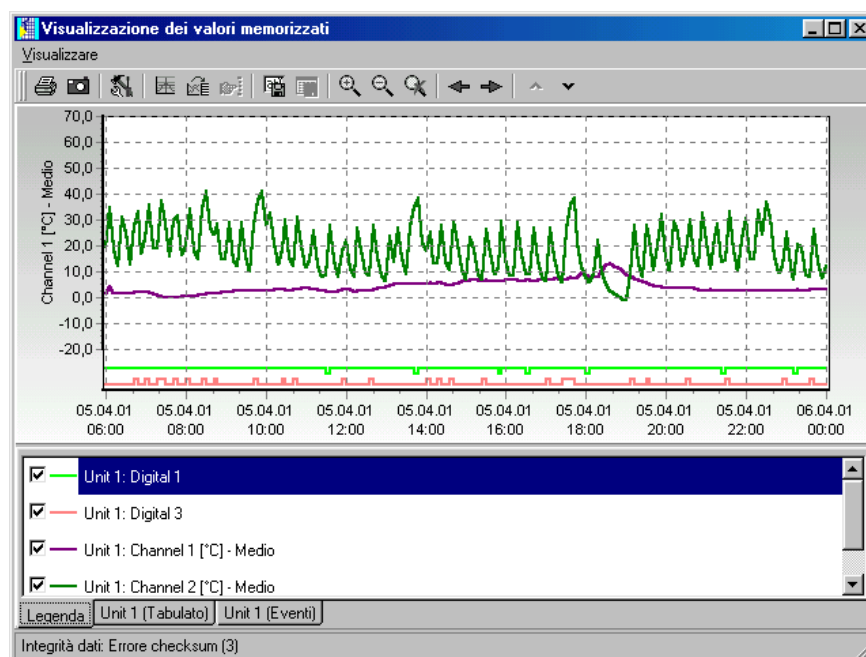 Visualizzazione dei valori memorizzati
Visualizzare
Channel 1 [°C] - Medio
70,0
60,0
50,0
40,0
30,0
20,0
10,0
0,0
-10,0
-20,0
05.04.01 05.04.01 05.04.01 05.04.01 05.04.01 05.04.01 05.04.01 05.04.01 05.04.01 06.04.01
06:00 08:00 10:00 12:00 14:00 16:00 18:00 20:00 22:00 00:00
Unit 1: Digital 1
Unit 1: Digital 3
Unit 1: Channel 1 [°C] - Medio
Unit 1: Channel 2 [°C] - Medio
Legenda Unit 1 (Tabulato) Unit 1 (Eventi)
Integrità dati: Errore checksum (3)